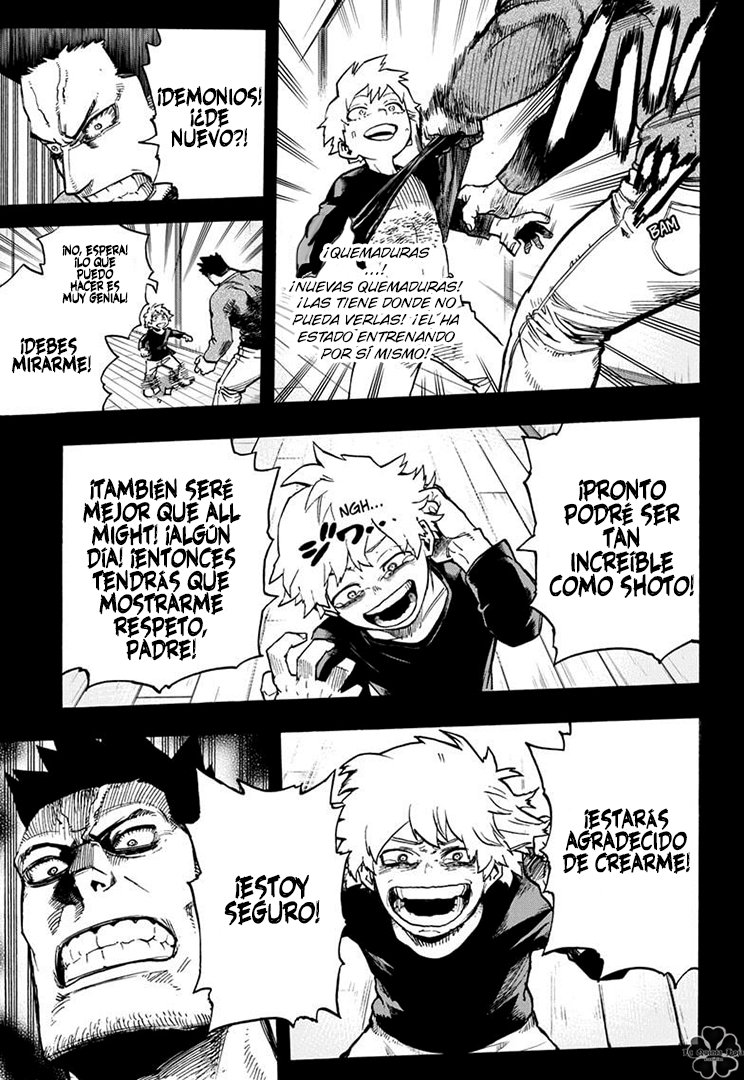 BAM
¡QUEMADURAS
...!
¡NUEVAS QUEMADURAS!
¡LAS TIENE DONDE NO
PUEDA VERLAS! ¡EL HA
ESTADO ENTRENANDO
POR SÍ MISMO!
¡DEMONIOS!
¡¿DE
NUEVO?!
¡NO, ESPERA!
¡LO QUE
PUEDO
HACER ES
MUY GENIAL!
¡DEBES
MIRARME!
¡PRONTO
PODRÉ SER
TAN
INCREÍBLE
COMO SHOTO!
NGH...
¡TAMBIÉN SERÉ
MEJOR QUE ALL
MIGHT! ¡ALGÚN
DÍA! ¡ENTONCES
TENDRÁS QUE
MOSTRARME
RESPETO,
PADRE!
¡ESTARÁS
AGRADECIDO
DE CREARME!
¡ESTOY
SEGURO!